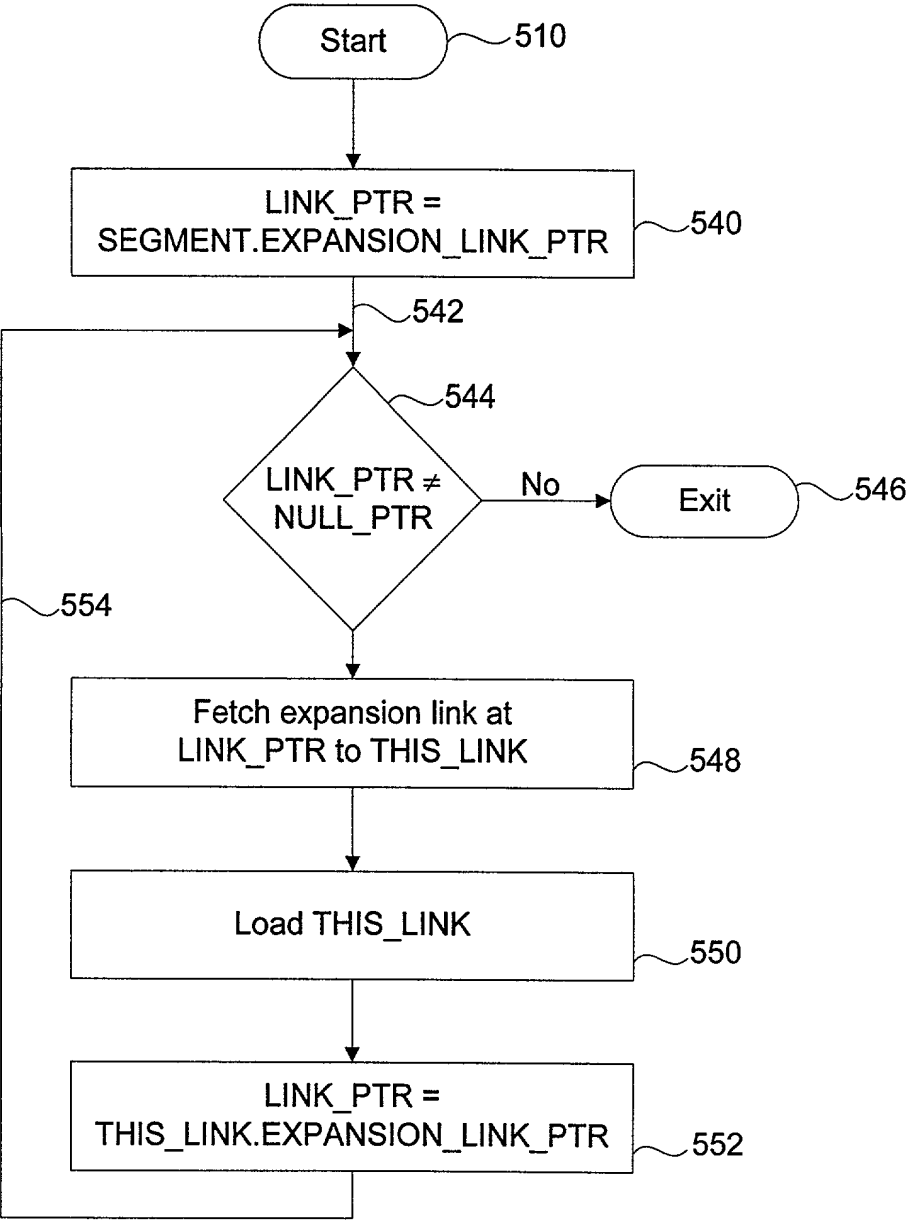 Start
510
LINK_PTR =
SEGMENT.EXPANSION_LINK_PTR
540
542
544
LINK_PTR ≠
NULL_PTR
No
Exit
546
554
Fetch expansion link at
LINK_PTR to THIS_LINK
548
Load THIS_LINK
550
LINK_PTR =
THIS_LINK.EXPANSION_LINK_PTR
552